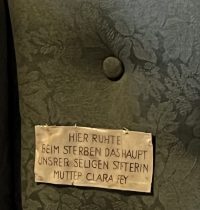 HIER RUHTE
BEIM STERBEN DAS HAUPT
UNSRER SELIGEN STIFTERIN
MUTTER CLARA FEY